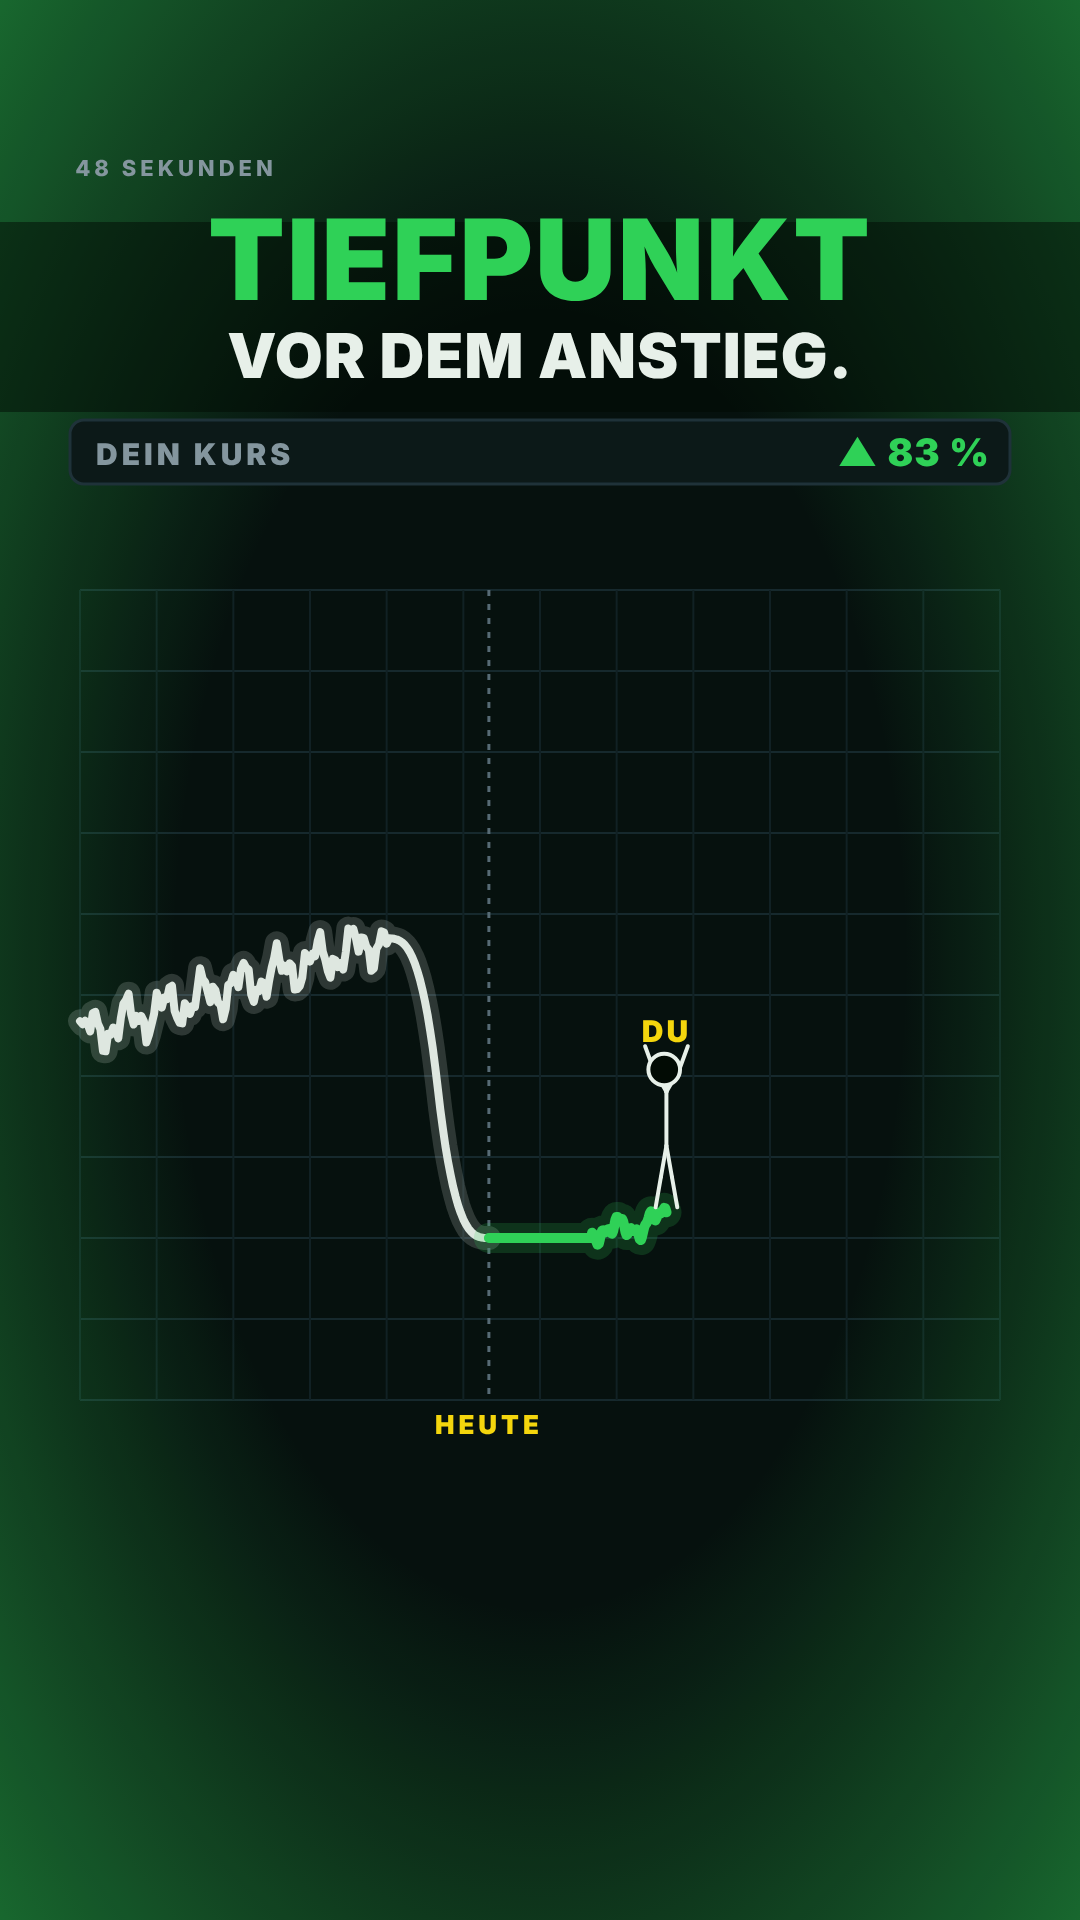 48 SEKUNDEN
TIEFPUNKT
VOR DEM ANSTIEG.
DEIN KURS ▲ 83 %
DU
HEUTE